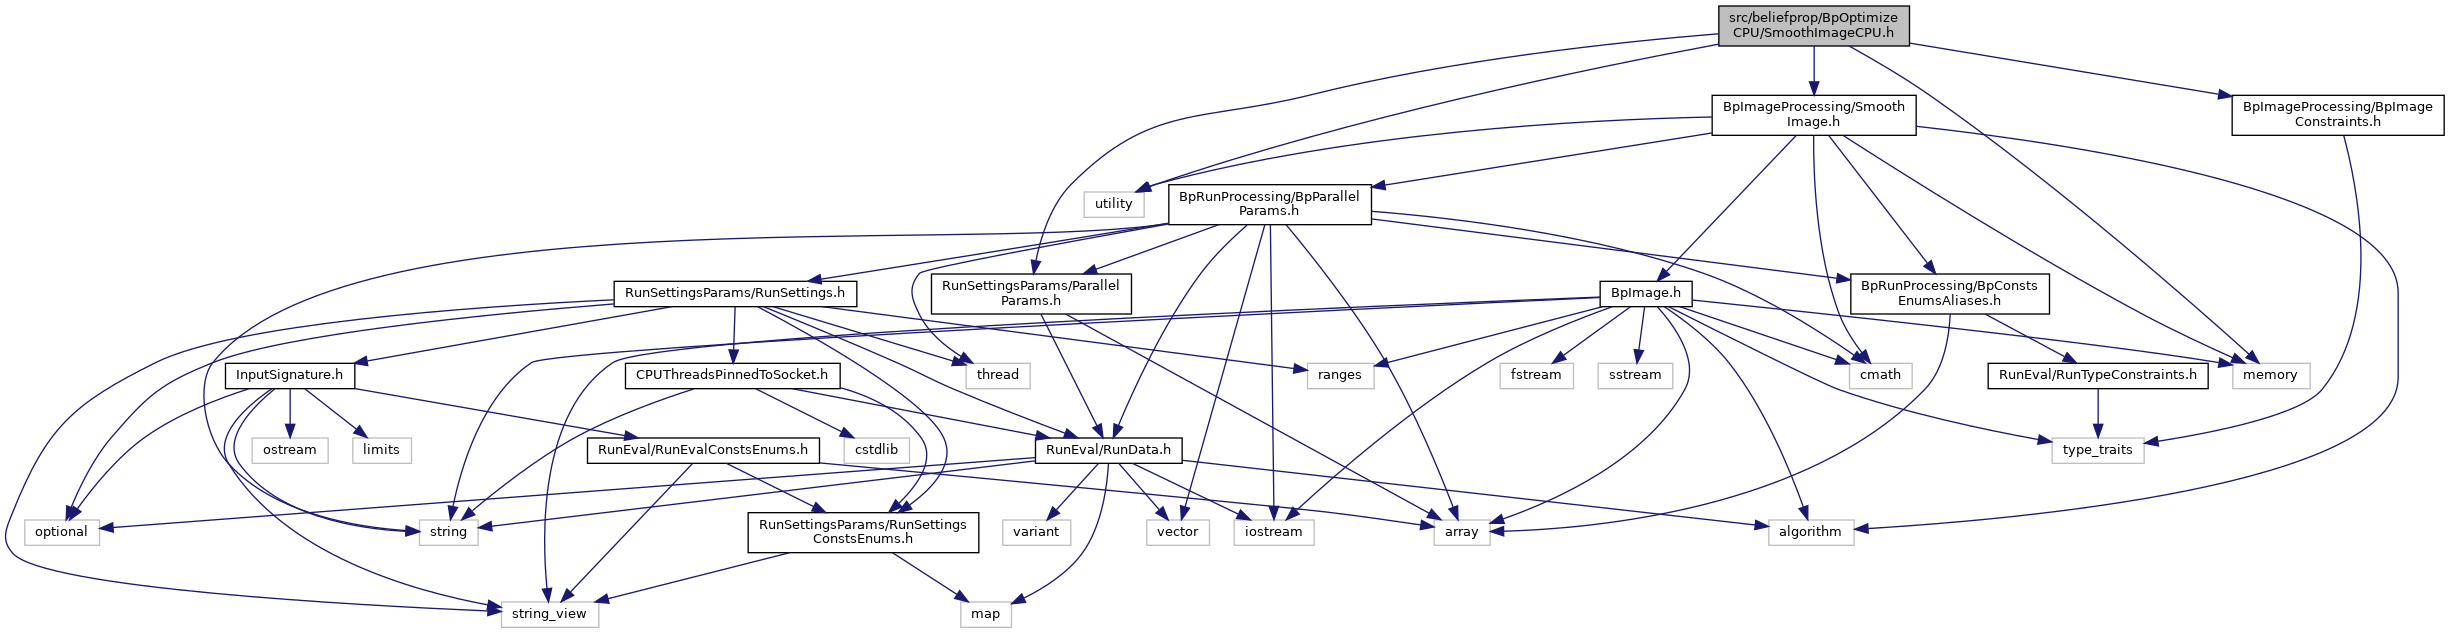 src/beliefprop/BpOptimize
CPU/SmoothImageCPU.h
BpImageProcessing/Smooth
Image.h
BpImageProcessing/BpImage
Constraints.h
utility
BpRunProcessing/BpParallel
Params.h
RunSettingsParams/RunSettings.h
RunSettingsParams/Parallel
Params.h
BpImage.h
BpRunProcessing/BpConsts
EnumsAliases.h
InputSignature.h
CPUThreadsPinnedToSocket.h
thread
ranges
fstream
sstream
cmath
RunEval/RunTypeConstraints.h
memory
ostream
limits
RunEval/RunEvalConstsEnums.h
cstdlib
RunEval/RunData.h
type_traits
optional
string
RunSettingsParams/RunSettings
ConstsEnums.h
variant
vector
iostream
array
algorithm
string_view
map